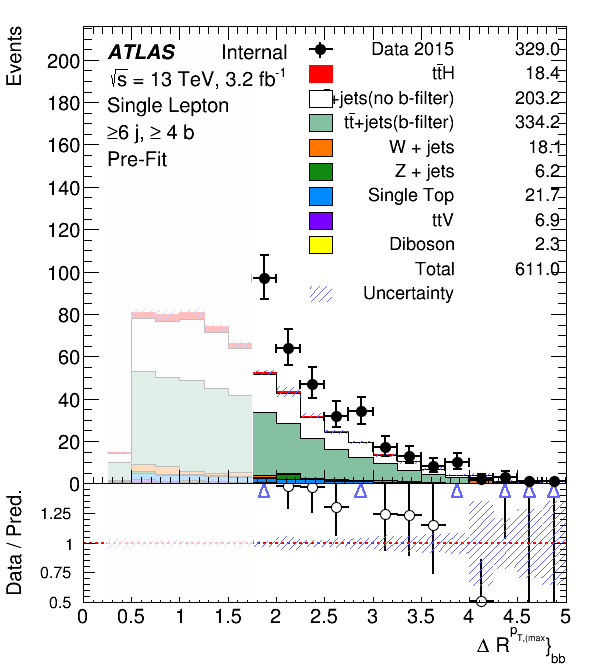 Events
ATLAS Internal
√s = 13 TeV, 3.2 fb⁻¹
Single Lepton
≥6 j, ≥ 4 b
Pre-Fit
Data 2015 329.0
tt̄H 18.4
+jets(no b-filter) 203.2
tt̄+jets(b-filter) 334.2
W + jets 18.1
Z + jets 6.2
Single Top 21.7
ttV 6.9
Diboson 2.3
Total 611.0
Uncertainty
200
180
160
140
120
100
80
60
40
20
0
Data / Pred.
1.25
1
0.75
0.5
0 0.5 1 1.5 2 2.5 3 3.5 4 4.5 5
Δ R^{p_{T,(max}}}_{bb}